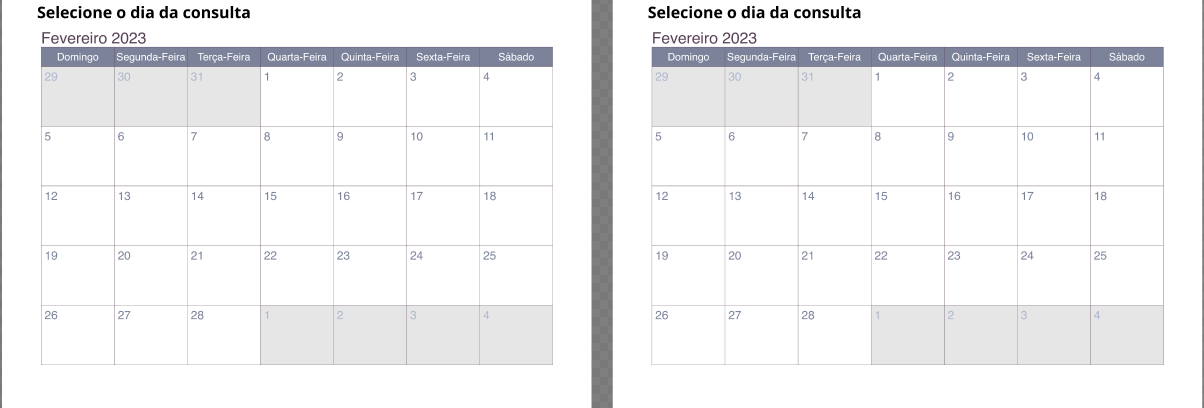 Selecione o dia da consulta
Fevereiro 2023
Domingo Segunda-Feira Terça-Feira Quarta-Feira Quinta-Feira Sexta-Feira Sábado
29 30 31 1 2 3 4
5 6 7 8 9 10 11
12 13 14 15 16 17 18
19 20 21 22 23 24 25
26 27 28 1 2 3 4
Selecione o dia da consulta
Fevereiro 2023
Domingo Segunda-Feira Terça-Feira Quarta-Feira Quinta-Feira Sexta-Feira Sábado
29 30 31 1 2 3 4
5 6 7 8 9 10 11
12 13 14 15 16 17 18
19 20 21 22 23 24 25
26 27 28 1 2 3 4